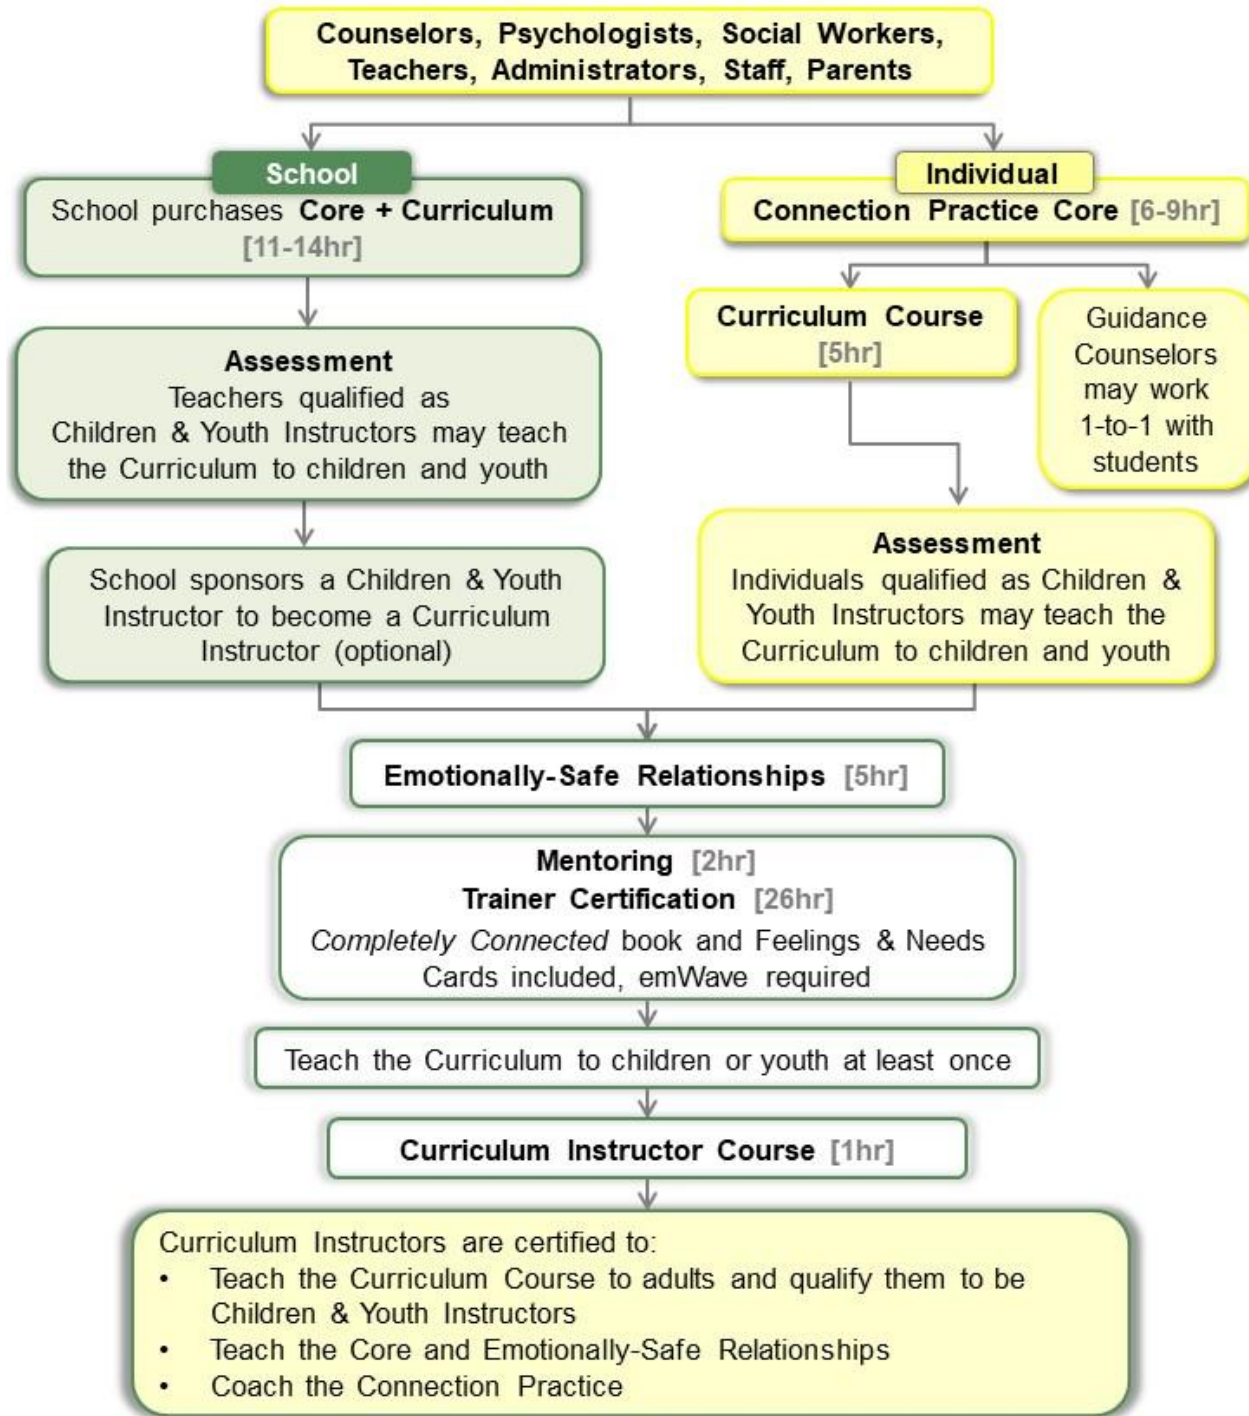 Counselors, Psychologists, Social Workers,
Teachers, Administrators, Staff, Parents
School
School purchases Core + Curriculum
[11-14hr]
Assessment
Teachers qualified as
Children & Youth Instructors may teach
the Curriculum to children and youth
School sponsors a Children & Youth
Instructor to become a Curriculum
Instructor (optional)
Individual
Connection Practice Core [6-9hr]
Curriculum Course
[5hr]
Guidance
Counselors
may work
1-to-1 with
students
Assessment
Individuals qualified as Children &
Youth Instructors may teach the
Curriculum to children and youth
Emotionally-Safe Relationships [5hr]
Mentoring [2hr]
Trainer Certification [26hr]
Completely Connected book and Feelings & Needs
Cards included, emWave required
Teach the Curriculum to children or youth at least once
Curriculum Instructor Course [1hr]
Curriculum Instructors are certified to:
• Teach the Curriculum Course to adults and qualify them to be
Children & Youth Instructors
• Teach the Core and Emotionally-Safe Relationships
• Coach the Connection Practice